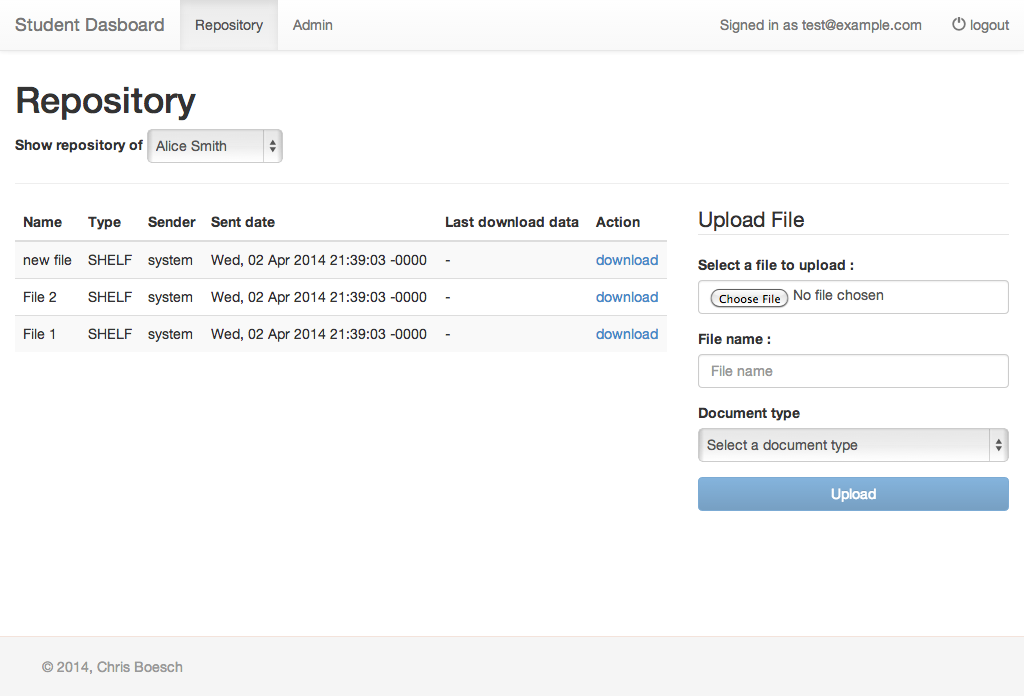 Student Dasboard Repository Admin Signed in as test@example.com logout
Repository
Show repository of Alice Smith
Name Type Sender Sent date Last download data Action
new file SHELF system Wed, 02 Apr 2014 21:39:03 -0000 - download
File 2 SHELF system Wed, 02 Apr 2014 21:39:03 -0000 - download
File 1 SHELF system Wed, 02 Apr 2014 21:39:03 -0000 - download
Upload File
Select a file to upload :
Choose File No file chosen
File name :
File name
Document type
Select a document type
Upload
© 2014, Chris Boesch